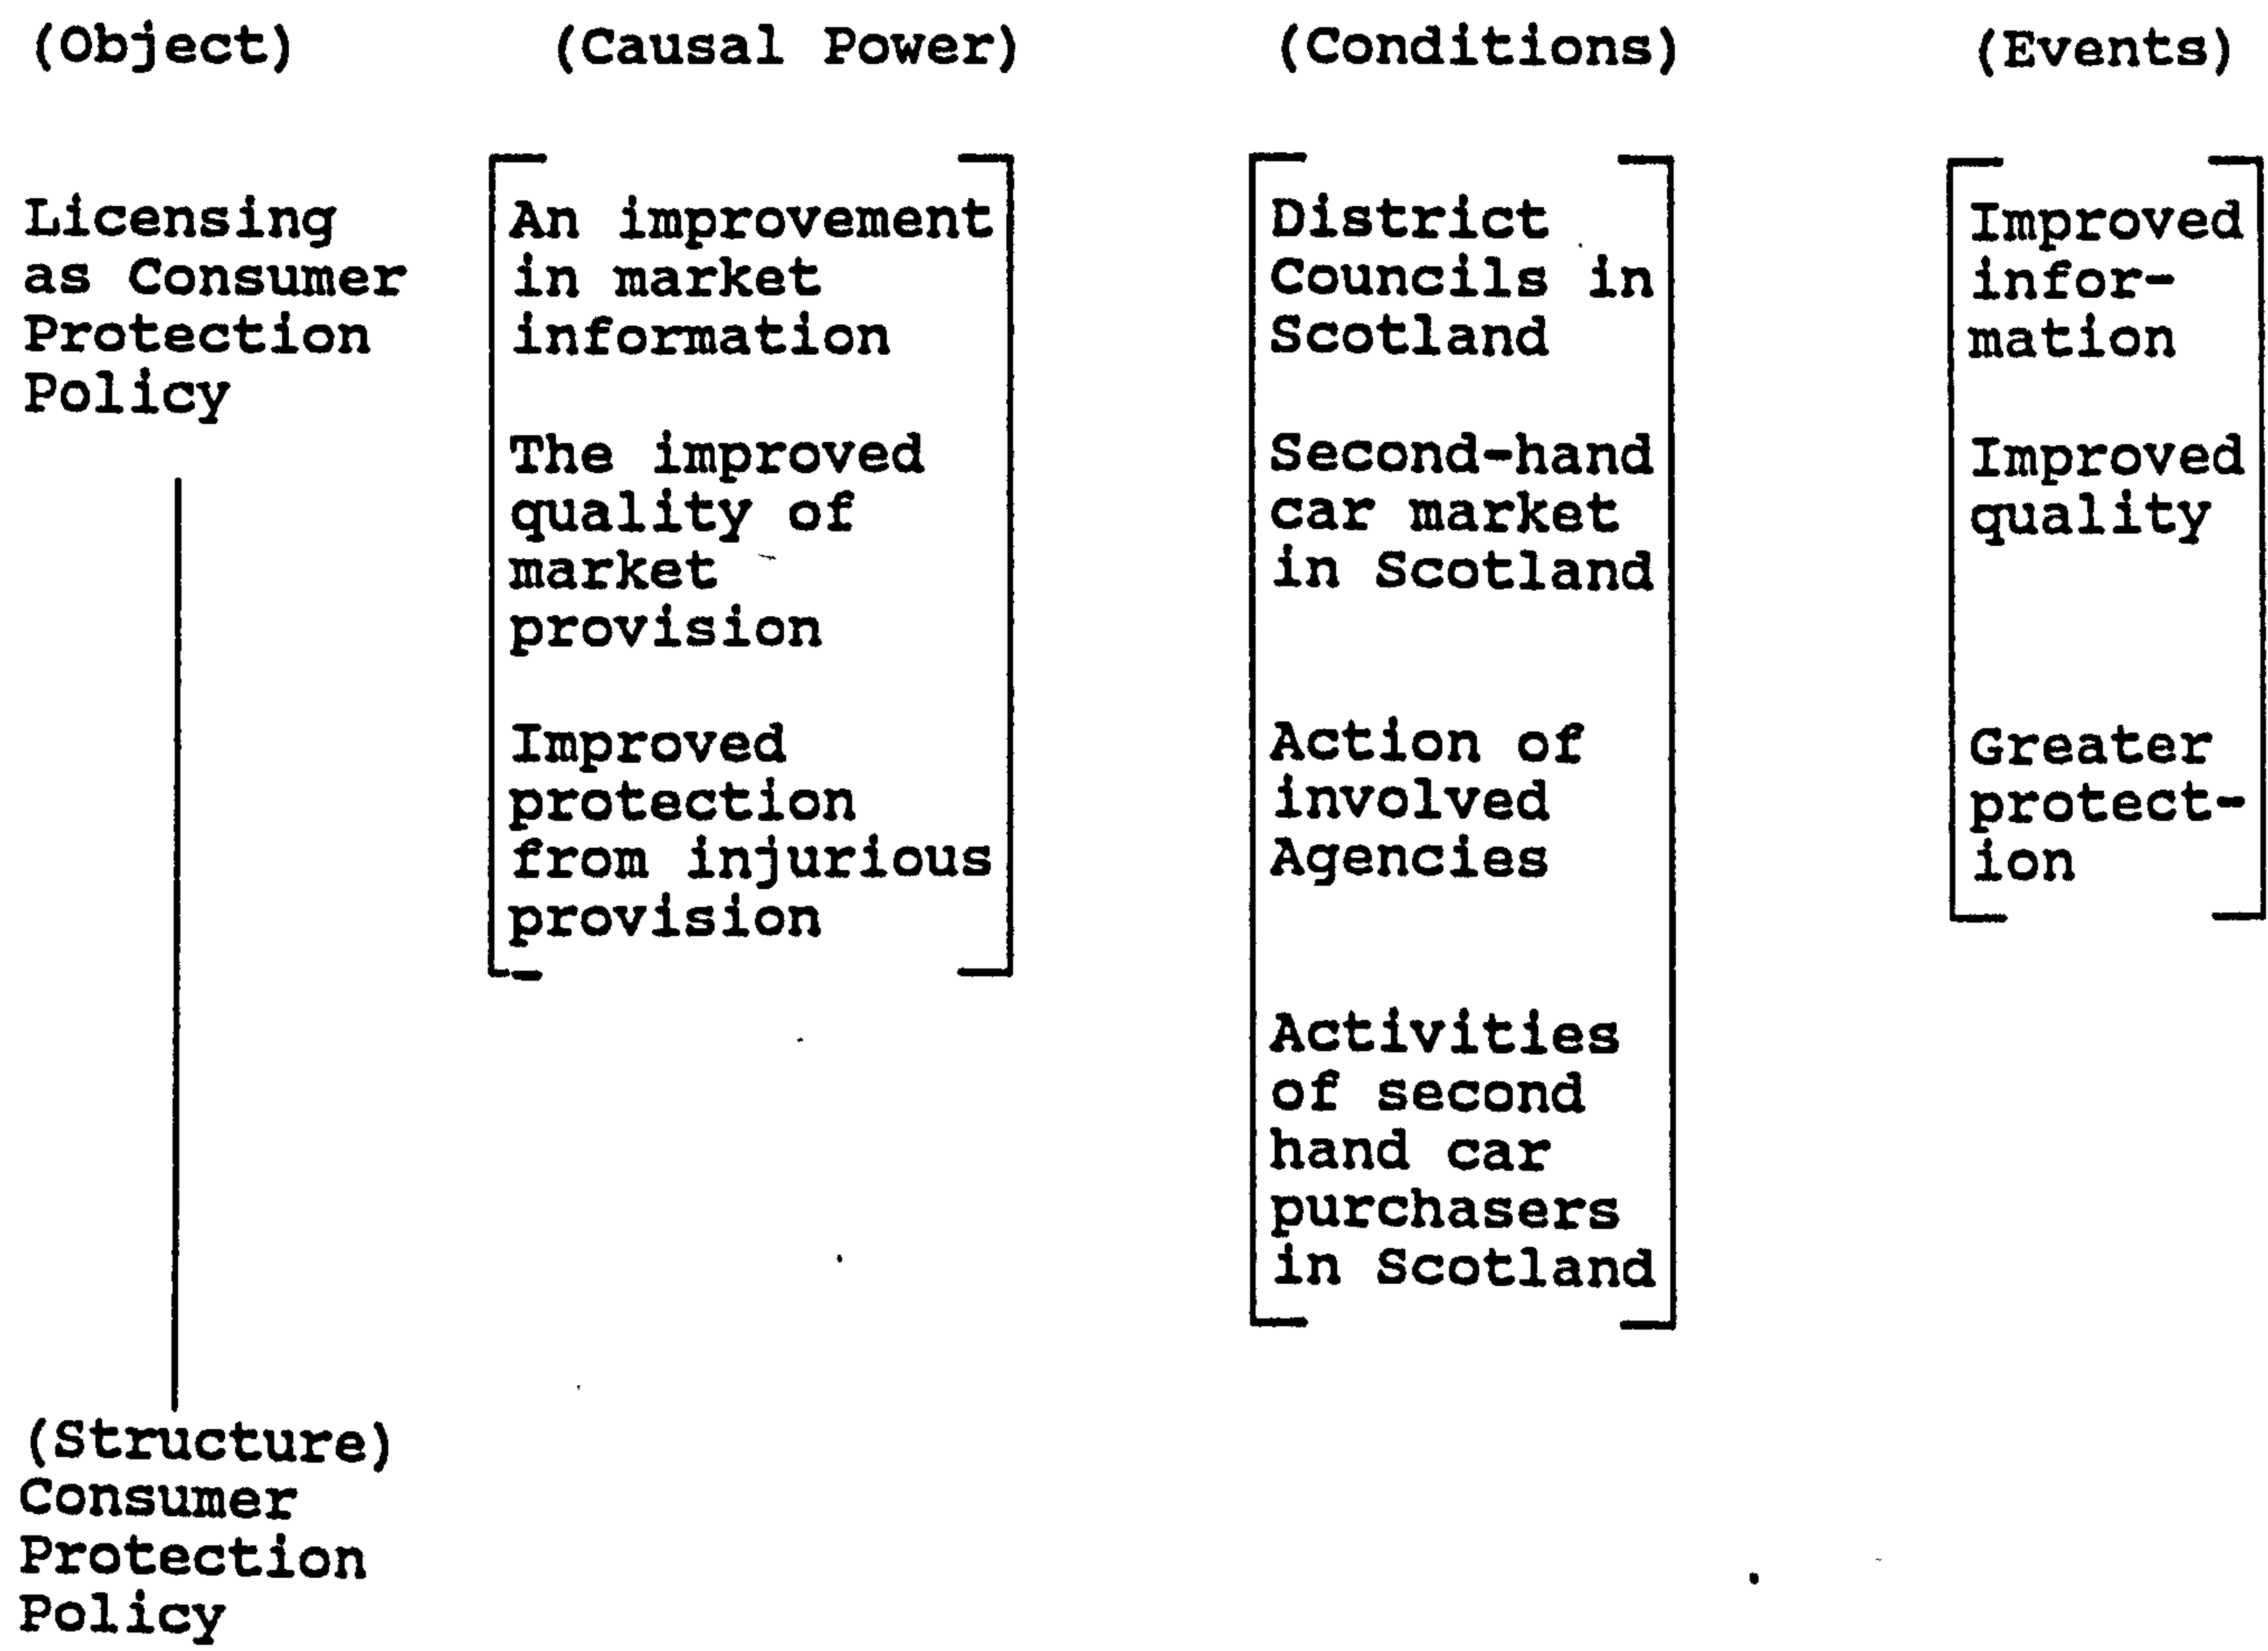 (Object)
(Causal Power)
(Conditions)
(Events)
Licensing
as Consumer
Protection
Policy
An improvement
in market
information
The improved
quality of
market
provision
Improved
protection
from injurious
provision
District
Councils in
Scotland
Second-hand
car market
in Scotland
Action of
involved
Agencies
Activities
of second
hand car
purchasers
in Scotland
Improved
infor-
mation
Improved
quality
Greater
protect-
ion
(Structure)
Consumer
Protection
Policy